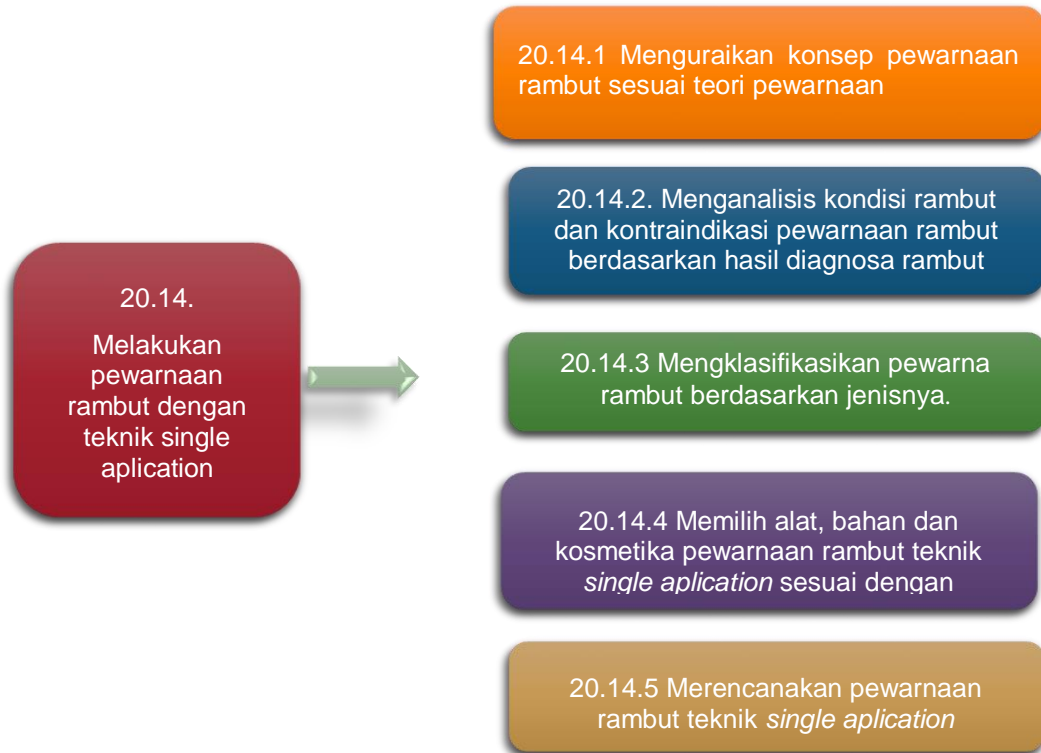 20.14.1 Menguraikan konsep pewarnaan
rambut sesuai teori pewarnaan
20.14.2. Menganalisis kondisi rambut
dan kontraindikasi pewarnaan rambut
berdasarkan hasil diagnosa rambut
20.14.
Melakukan
pewarnaan
rambut dengan
teknik single
aplication
20.14.3 Mengklasifikasikan pewarna
rambut berdasarkan jenisnya.
20.14.4 Memilih alat, bahan dan
kosmetika pewarnaan rambut teknik
single aplication sesuai dengan
20.14.5 Merencanakan pewarnaan
rambut teknik single aplication